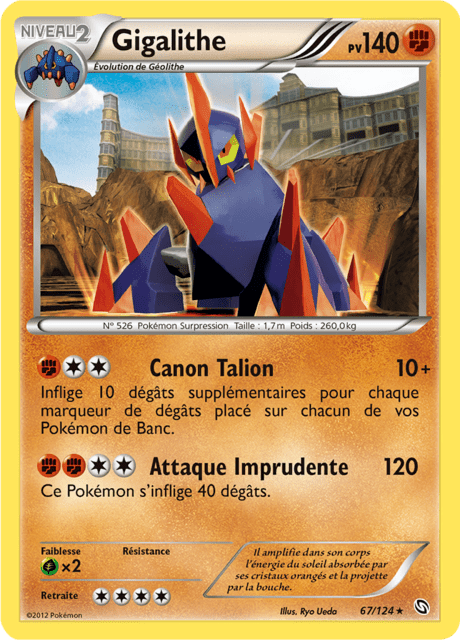 NIVEAU2
Gigalithe
PV140
Évolution de Géolithe
N° 526 Pokémon Surpression Taille : 1,7m Poids : 260,0kg
Canon Talion 10+
Inflige 10 dégâts supplémentaires pour chaque
marqueur de dégâts placé sur chacun de vos
Pokémon de Banc.
Attaque Imprudente 120
Ce Pokémon s'inflige 40 dégâts.
Faiblesse Résistance
×2
Retraite
Il amplifie dans son corps
l'énergie du soleil absorbée par
ses cristaux orangés et la projette
par la bouche.
©2012 Pokémon Illus. Ryo Ueda 67/124★